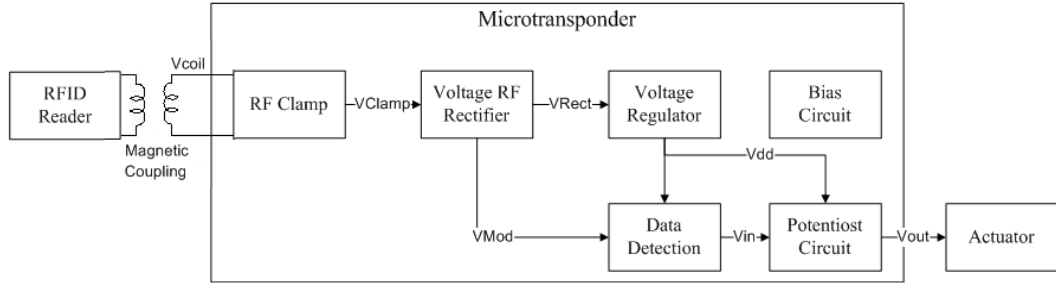 Microtransponder
Vcoil
RFID
Reader
Magnetic
Coupling
RF Clamp
VClamp
Voltage RF
Rectifier
VRect
Voltage
Regulator
Bias
Circuit
Vdd
VMod
Data
Detection
Vin
Potentiost
Circuit
Vout
Actuator